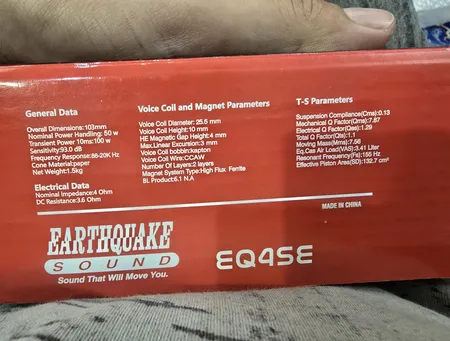 General Data
Overall Dimensions:103mm
Nominal Power Handling: 50 w
Transient Power 10ms:100 w
Sensitivity:93.0 dB
Frequency Response:86-20K Hz
Cone Material:paper
Net Weight:1.5kg
Electrical Data
Nominal Impedance:4 Ohm
DC Resistance:3.6 Ohm
Voice Coil and Magnet Parameters
Voice Coil Diameter: 25.5 mm
Voice Coil Height:10 mm
HE Magnetic Gap Height:4 mm
Max.Linear Excursion:3 mm
Voice Coil bobbin:kapton
Voice Coil Wire:CCAW
Number Of Layers:2 layers
Magnet System Type:High Flux Ferrite
BL Product:6.1 N.A
T-S Parameters
Suspension Compliance(Cms):0.13
Mechanical Q Factor(Qms):7.87
Electrical Q Factor(Qes):1.29
Total Q Factor(Qts):1.1
Moving Mass(Mms):7.56
Eq.Cas Air Load(VAS):3.41 Liter
Resonant Frequency(Fs):155 Hz
Effective Piston Area(SD):132.7 cm²
MADE IN CHINA
EARTHQUAKE
SOUND
Sound That Will Move You.
EQ4SE